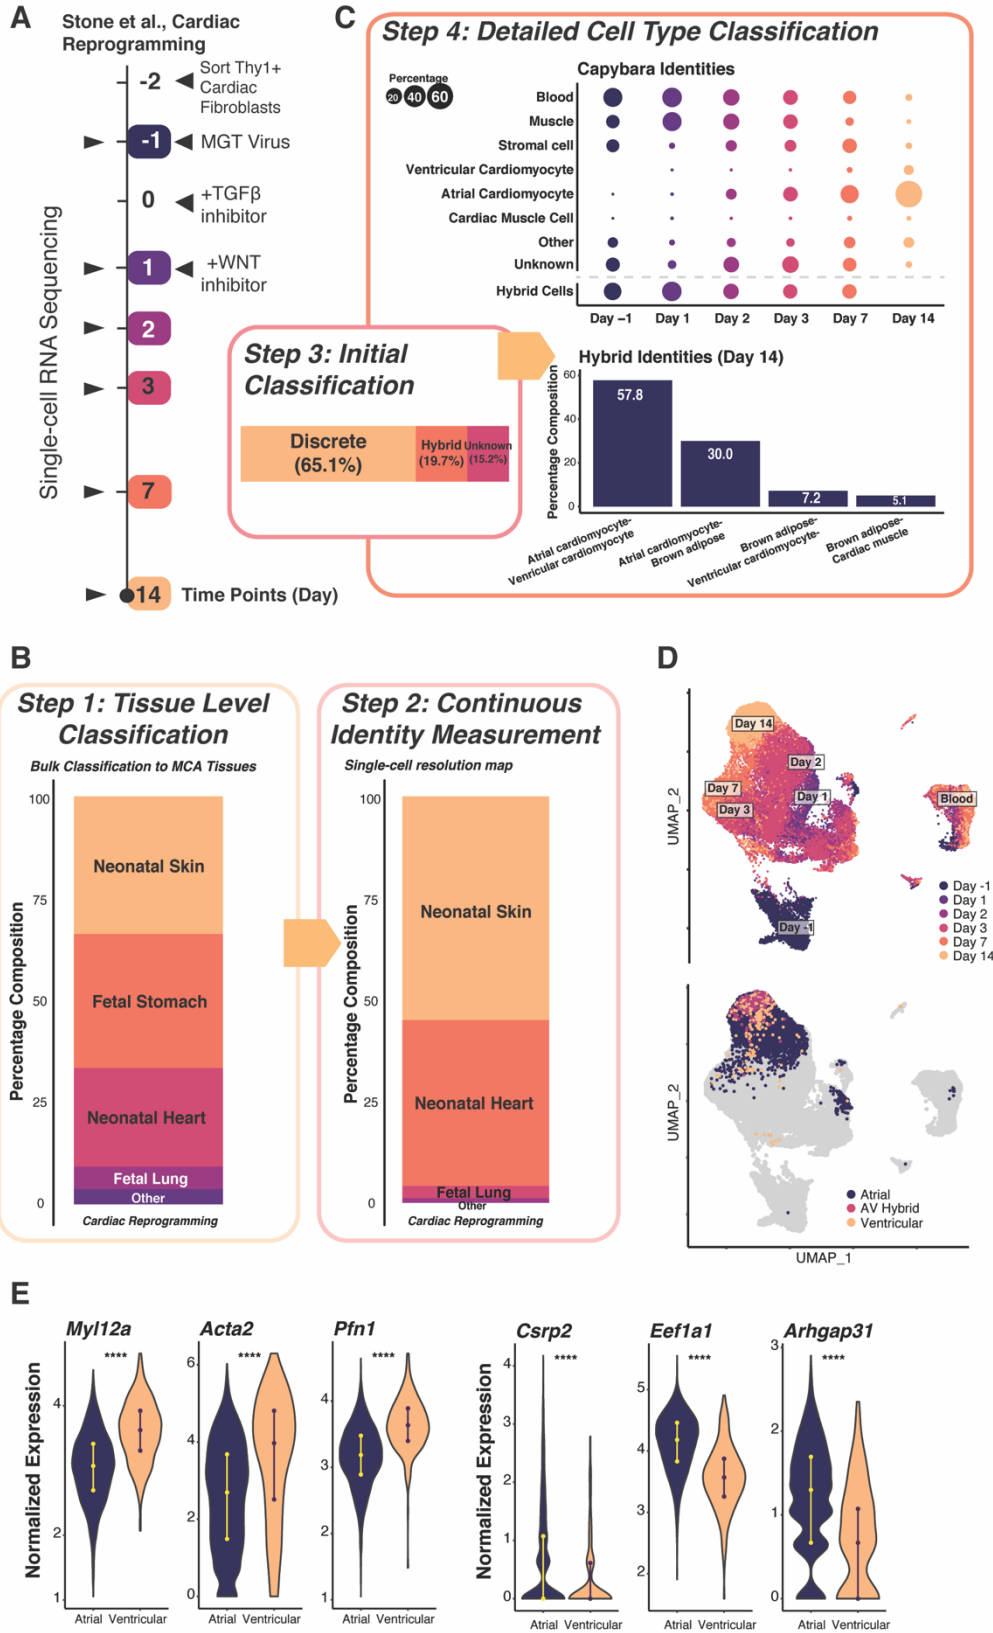 A
Stone et al., Cardiac
Reprogramming
-2
Sort Thy1+
Cardiac
Fibroblasts
-1
MGT Virus
0
+TGFβ
inhibitor
1
+WNT
inhibitor
2
3
7
14
Time Points (Day)
Single-cell RNA Sequencing
C
Step 4: Detailed Cell Type Classification
Capybara Identities
Percentage
20 40 60
Blood
Muscle
Stromal cell
Ventricular Cardiomyocyte
Atrial Cardiomyocyte
Cardiac Muscle Cell
Other
Unknown
Hybrid Cells
Day −1 Day 1 Day 2 Day 3 Day 7 Day 14
Step 3: Initial
Classification
Discrete
(65.1%)
Hybrid
(19.7%)
Unknown
(15.2%)
Hybrid Identities (Day 14)
Percentage Composition
60
40
20
0
57.8
30.0
7.2
5.1
Atrial cardiomyocyte-
Venricular cardiomyocyte
Atrial cardiomyocyte-
Brown adipose
Brown adipose-
Ventricular cardiomyocyte-
Brown adipose-
Cardiac muscle
B
Step 1: Tissue Level
Classification
Bulk Classification to MCA Tissues
Percentage Composition
100
75
50
25
0
Neonatal Skin
Fetal Stomach
Neonatal Heart
Fetal Lung
Other
Cardiac Reprogramming
Step 2: Continuous
Identity Measurement
Single-cell resolution map
Percentage Composition
100
75
50
25
0
Neonatal Skin
Neonatal Heart
Fetal Lung
Other
Cardiac Reprogramming
D
UMAP_2
Day 14
Day 2
Day 7
Day 1
Day 3
Blood
Day -1
Day -1
Day 1
Day 2
Day 3
Day 7
Day 14
UMAP_2
Atrial
AV Hybrid
Ventricular
UMAP_1
E
Normalized Expression
Myl12a
****
4
2
1
Atrial Ventricular
Acta2
****
6
4
2
0
Atrial Ventricular
Pfn1
****
4
3
2
1
Atrial Ventricular
Normalized Expression
Csrp2
****
4
3
2
1
0
Atrial Ventricular
Eef1a1
****
5
4
3
2
Atrial Ventricular
Arhgap31
****
3
2
1
0
Atrial Ventricular